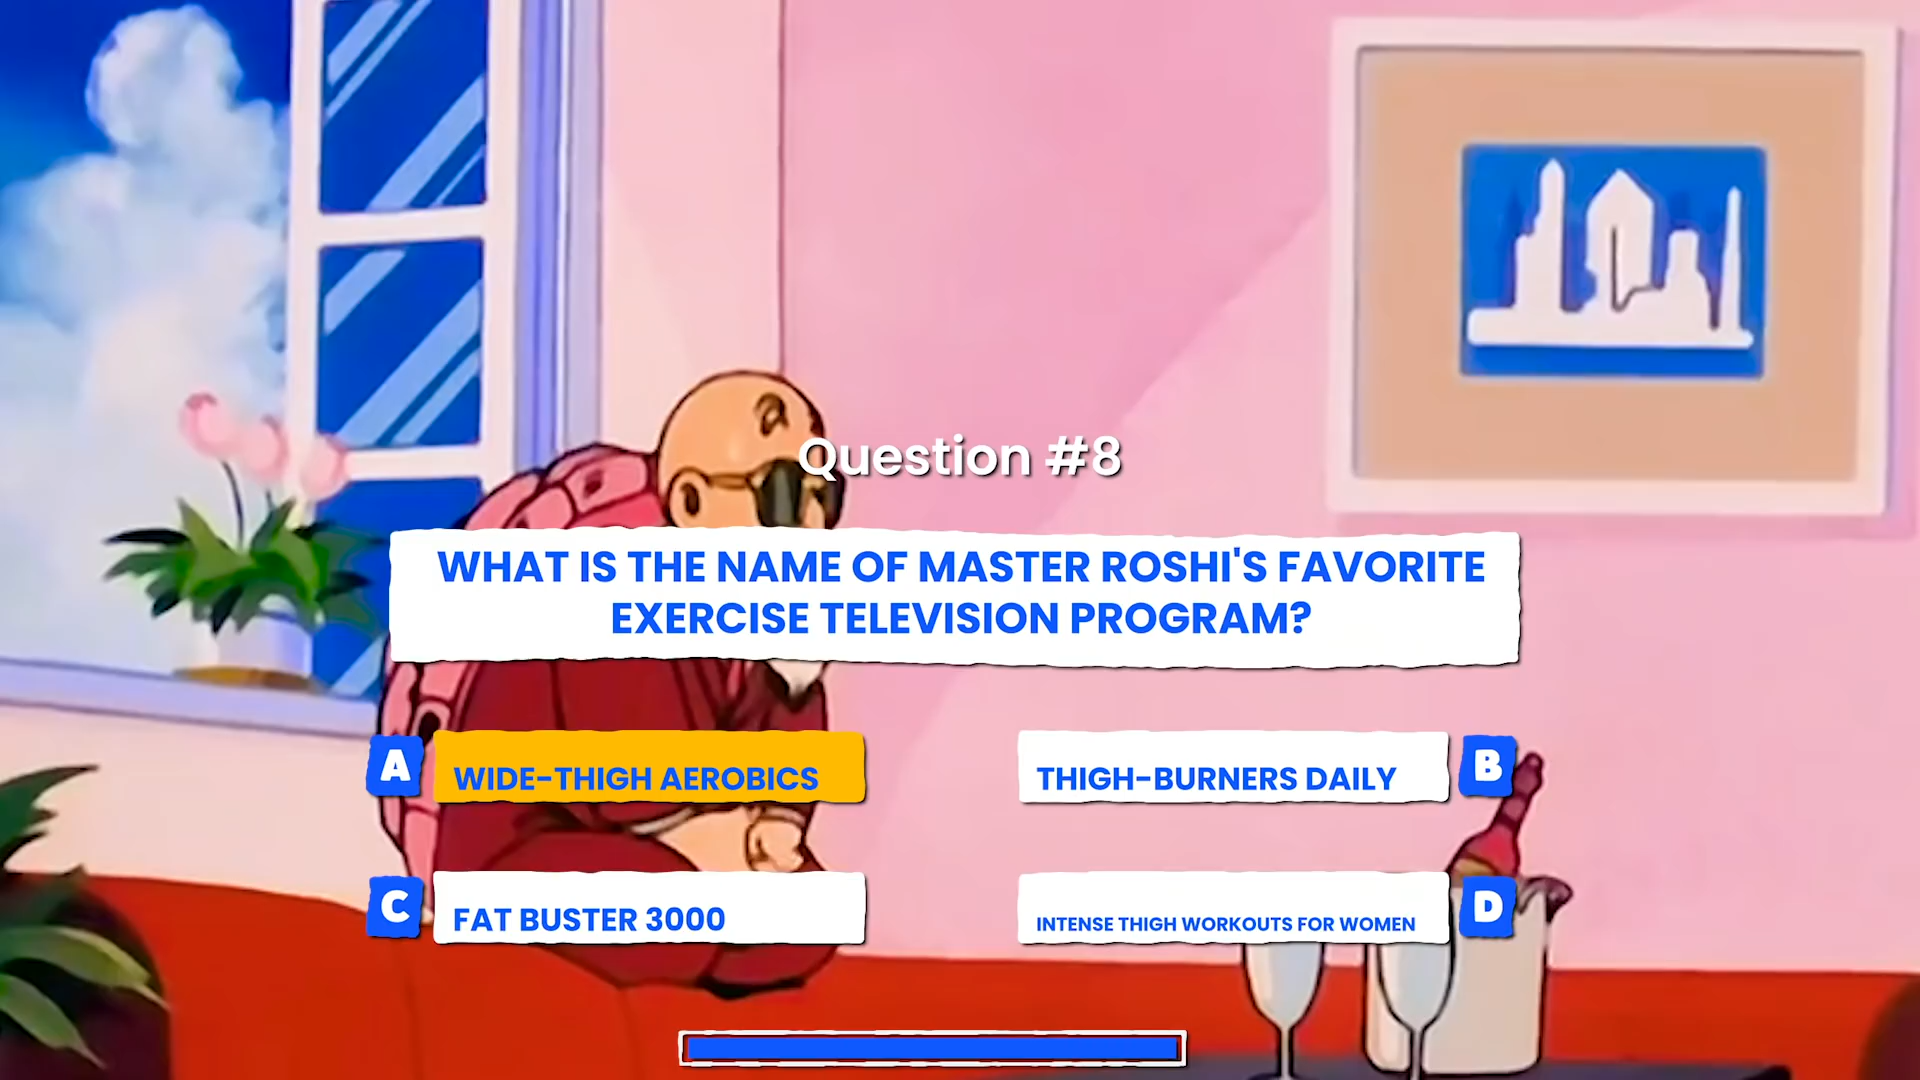 Question #8
WHAT IS THE NAME OF MASTER ROSHI'S FAVORITE
EXERCISE TELEVISION PROGRAM?
A WIDE-THIGH AEROBICS
THIGH-BURNERS DAILY B
C FAT BUSTER 3000
INTENSE THIGH WORKOUTS FOR WOMEN D